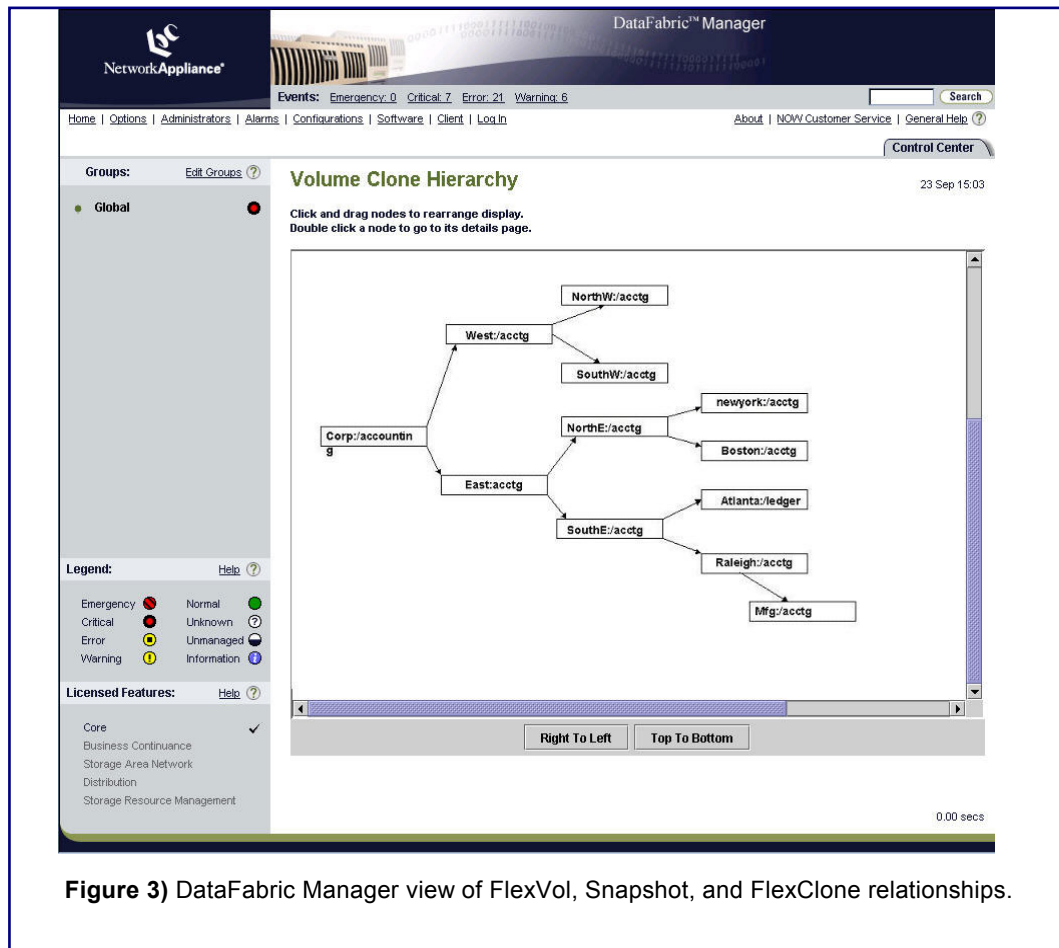 DataFabric™ Manager
NetworkAppliance®
Events: Emergency: 0 Critical: 7 Error: 21 Warning: 6
Search
Home | Options | Administrators | Alarms | Configurations | Software | Client | Log In
About | NOW Customer Service | General Help ?
Control Center
Groups: Edit Groups ?
Global
Volume Clone Hierarchy
23 Sep 15:03
Click and drag nodes to rearrange display.
Double click a node to go to its details page.
NorthW:/acctg
West:/acctg
SouthW:/acctg
newyork:/acctg
NorthE:/acctg
Corp:/accountin
g
Boston:/acctg
East:acctg
Atlanta:/ledger
SouthE:/acctg
Raleigh:/acctg
Mfg:/acctg
Legend: Help ?
Emergency Normal
Critical Unknown ?
Error Unmanaged
Warning ! Information i
Licensed Features: Help ?
Core ✓
Business Continuance
Storage Area Network
Distribution
Storage Resource Management
Right To Left Top To Bottom
0.00 secs
Figure 3) DataFabric Manager view of FlexVol, Snapshot, and FlexClone relationships.